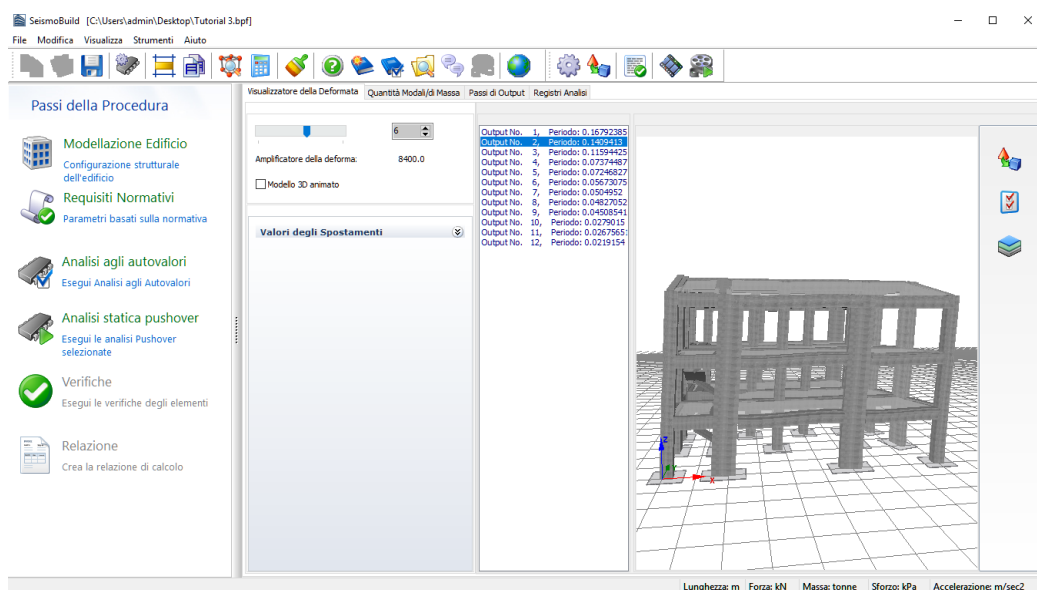 SeismoBuild [C:\Users\admin\Desktop\Tutorial 3.bpf]
File Modifica Visualizza Strumenti Aiuto
Passi della Procedura
Modellazione Edificio
Configurazione strutturale
dell'edificio
Requisiti Normativi
Parametri basati sulla normativa
Analisi agli autovalori
Esegui Analisi agli Autovalori
Analisi statica pushover
Esegui le analisi Pushover
selezionate
Verifiche
Esegui le verifiche degli elementi
Relazione
Crea la relazione di calcolo
Visualizzatore della Deformata Quantità Modali/di Massa Passi di Output Registri Analisi
6
Amplificatore della deforma: 8400.0
Modello 3D animato
Valori degli Spostamenti
Output No. 1, Periodo: 0.16792385
Output No. 2, Periodo: 0.1409413
Output No. 3, Periodo: 0.11594425
Output No. 4, Periodo: 0.07374487
Output No. 5, Periodo: 0.07246827
Output No. 6, Periodo: 0.05673075
Output No. 7, Periodo: 0.0504952
Output No. 8, Periodo: 0.04827052
Output No. 9, Periodo: 0.04508541
Output No. 10, Periodo: 0.0279015
Output No. 11, Periodo: 0.0267565
Output No. 12, Periodo: 0.0219154
Z
Y
X
Lunghezza: m Forza: kN Massa: tonne Sforzo: kPa Accelerazione: m/sec2